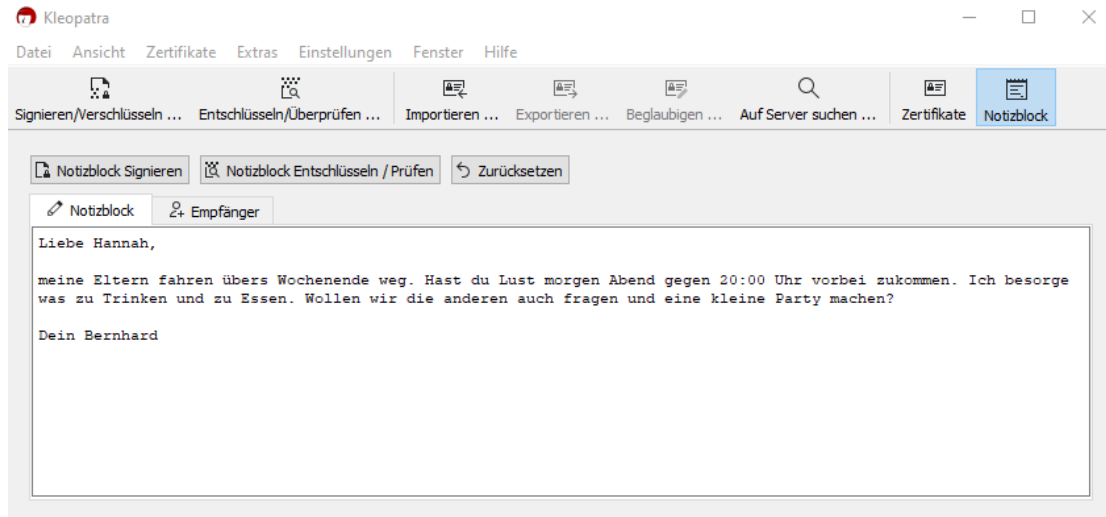 Kleopatra
Datei Ansicht Zertifikate Extras Einstellungen Fenster Hilfe
Signieren/Verschlüsseln ... Entschlüsseln/Überprüfen ... Importieren ... Exportieren ... Beglaubigen ... Auf Server suchen ... Zertifikate Notizblock
Notizblock Signieren Notizblock Entschlüsseln / Prüfen Zurücksetzen
Notizblock Empfänger
Liebe Hannah,
meine Eltern fahren übers Wochenende weg. Hast du Lust morgen Abend gegen 20:00 Uhr vorbei zukommen. Ich besorge
was zu Trinken und zu Essen. Wollen wir die anderen auch fragen und eine kleine Party machen?
Dein Bernhard